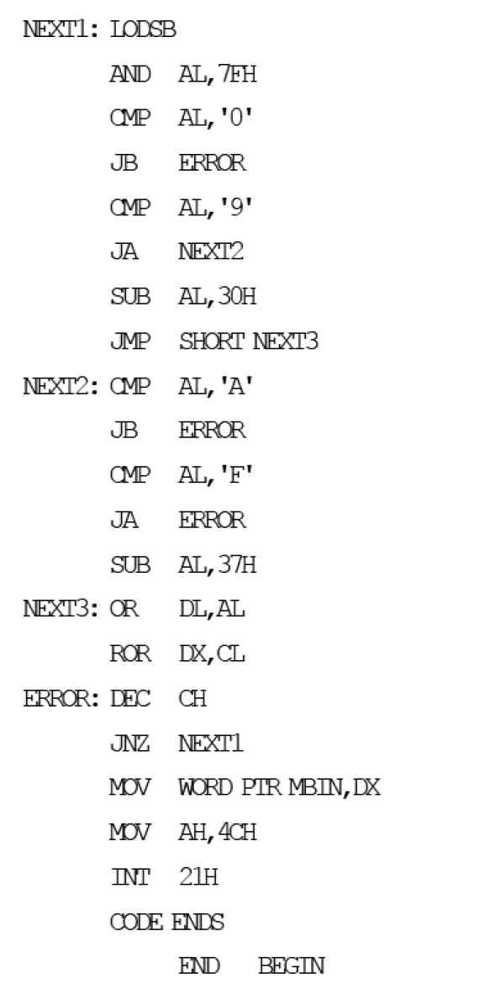 NEXT1: LODSB
AND AL,7FH
CMP AL,'0'
JB ERROR
CMP AL,'9'
JA NEXT2
SUB AL,30H
JMP SHORT NEXT3
NEXT2: CMP AL,'A'
JB ERROR
CMP AL,'F'
JA ERROR
SUB AL,37H
NEXT3: OR DL,AL
ROR DX,CL
ERROR: DEC CH
JNZ NEXT1
MOV WORD PTR MBIN,DX
MOV AH,4CH
INT 21H
CODE ENDS
END BEGIN